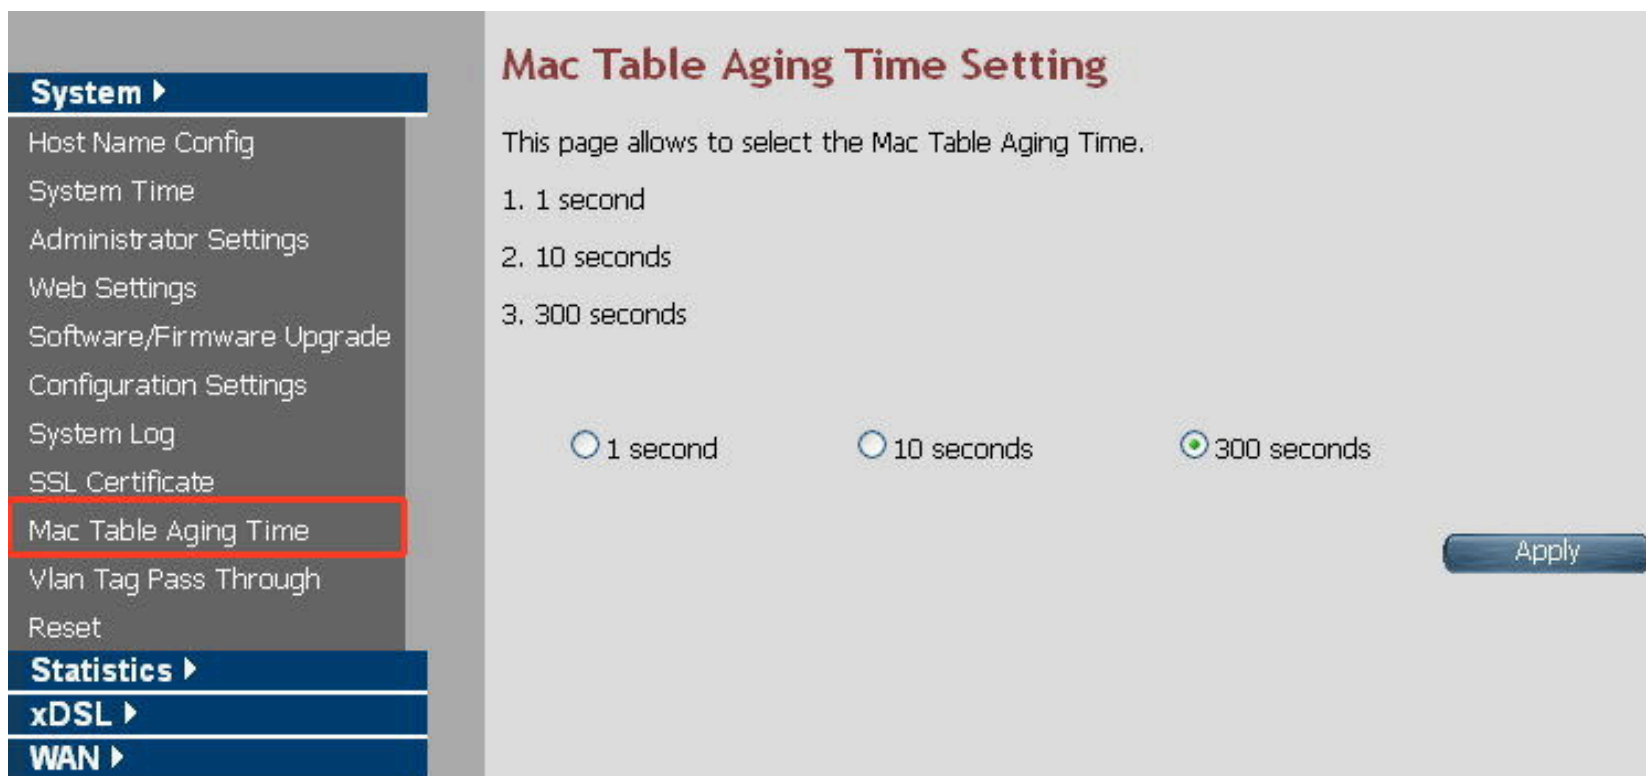 System
Host Name Config
System Time
Administrator Settings
Web Settings
Software/Firmware Upgrade
Configuration Settings
System Log
SSL Certificate
Mac Table Aging Time
Vlan Tag Pass Through
Reset
Statistics
xDSL
WAN
Mac Table Aging Time Setting
This page allows to select the Mac Table Aging Time.
1. 1 second
2. 10 seconds
3. 300 seconds
1 second 10 seconds 300 seconds
Apply